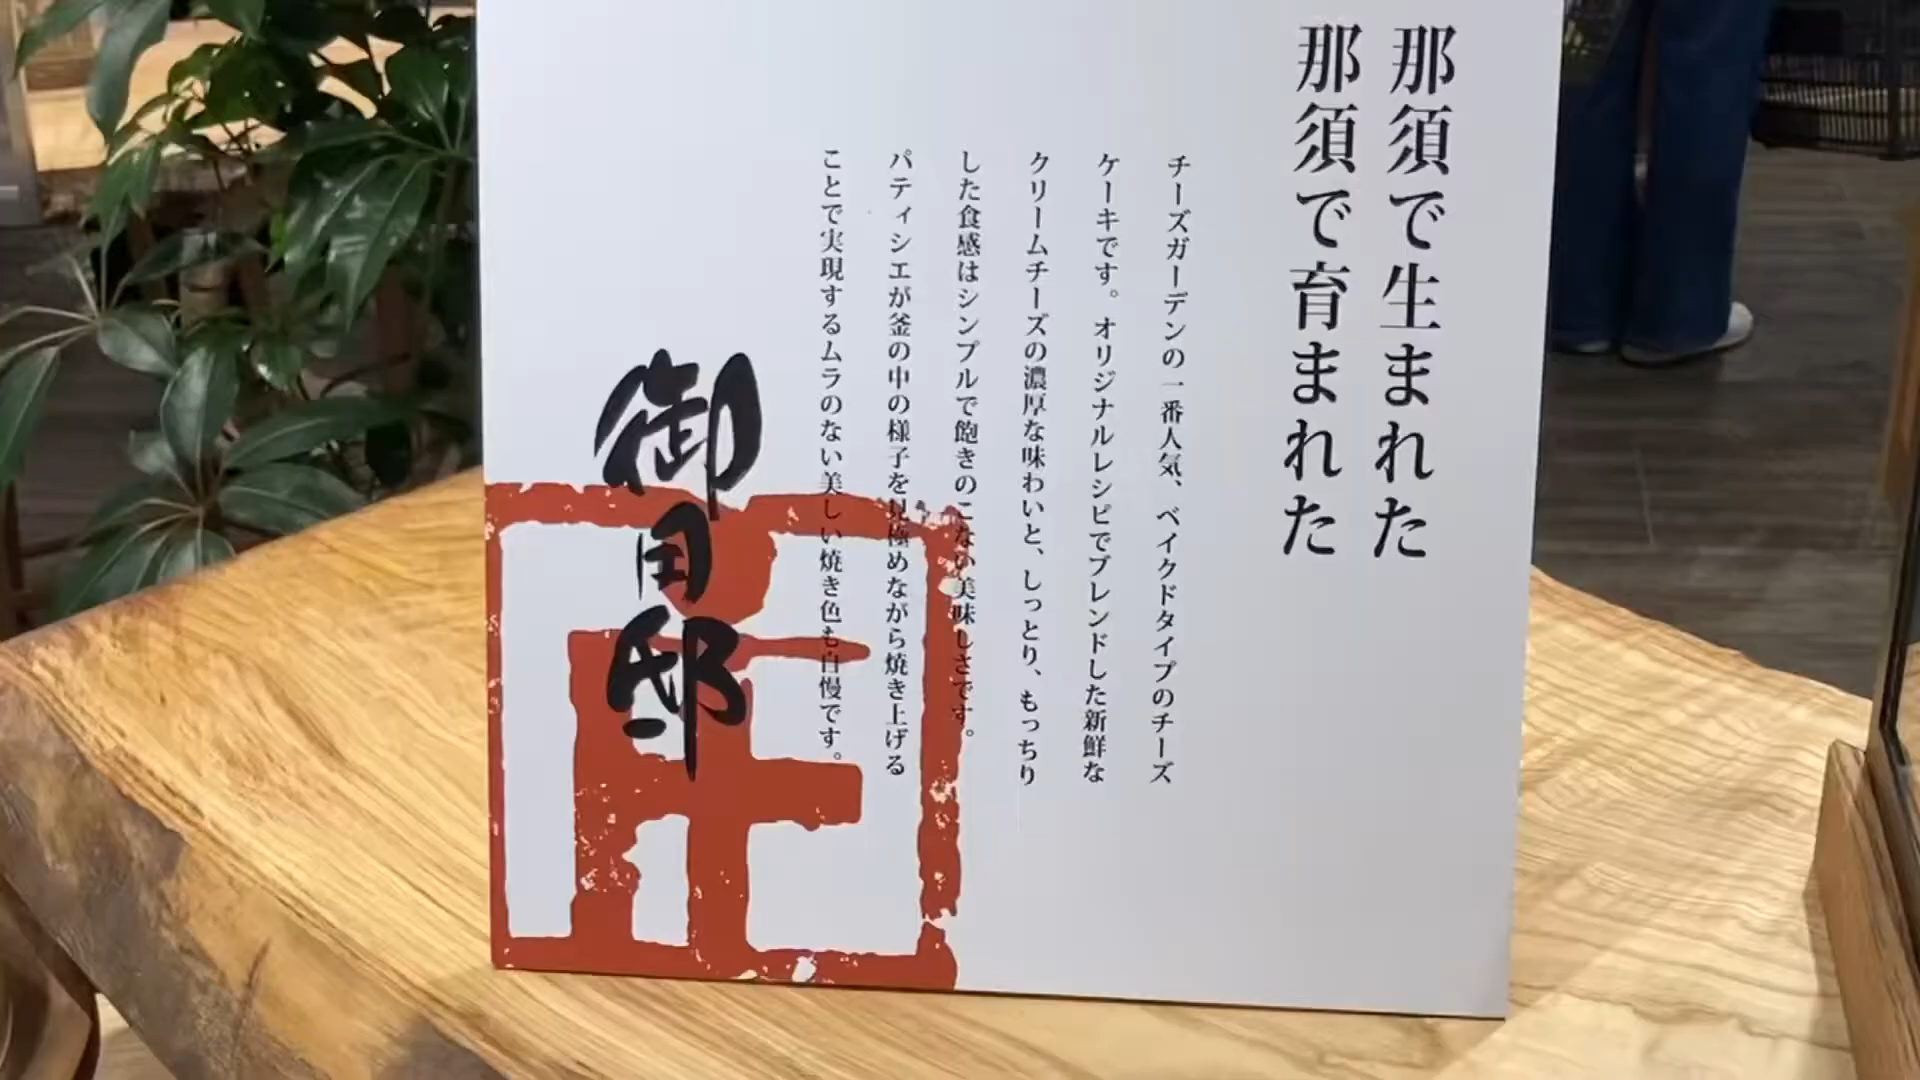 那須で生まれた
那須で育まれた
チーズガーデンの一番人気、ベイクドタイプのチーズ
ケーキです。オリジナルレシピでブレンドした新鮮な
クリームチーズの濃厚な味わいと、しっとり、もっちり
した食感はシンプルで飽きのこない美味しさです。
パティシエが釜の中の様子を見極めながら焼き上げる
ことで実現するムラのない美しい焼き色も自慢です。
御用邸